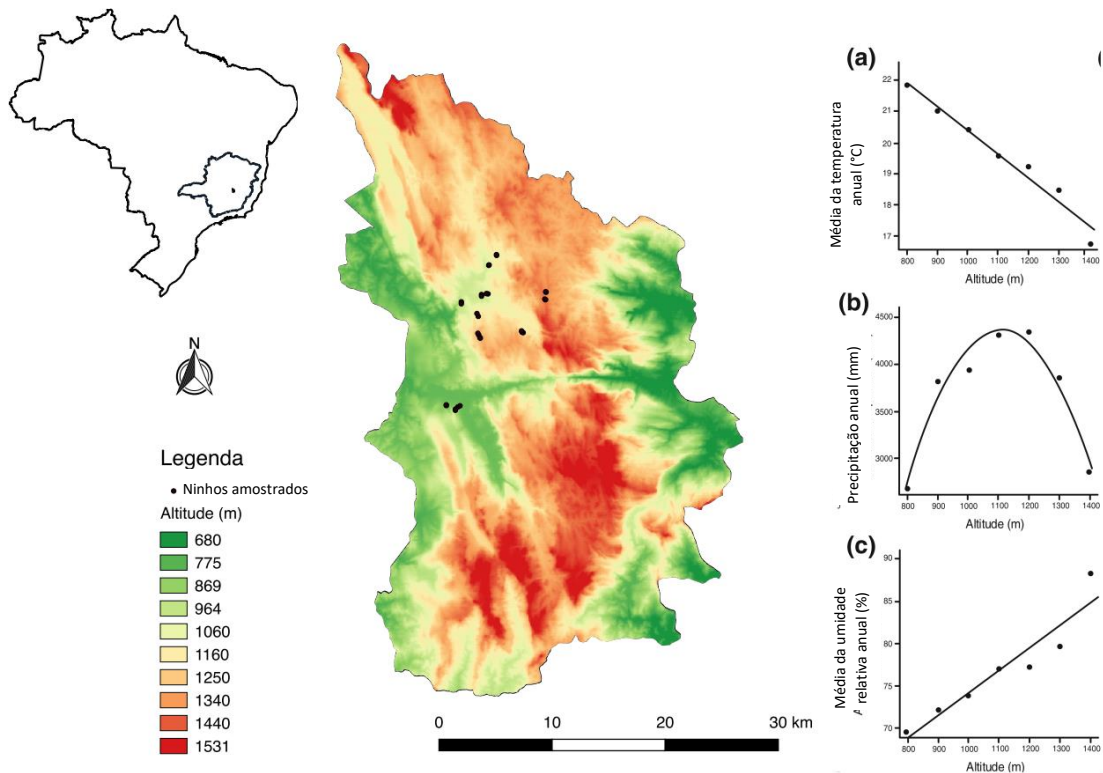 N
Legenda
Ninhos amostrados
Altitude (m)
680
775
869
964
1060
1160
1250
1340
1440
1531
0 10 20 30 km
(a)
Média da temperatura
anual (°C)
22
21
20
19
18
17
16
800 900 1000 1100 1200 1300 1400
Altitude (m)
(b)
Precipitação anual (mm)
4500
4000
3500
3000
800 900 1000 1100 1200 1300 1400
Altitude (m)
(c)
Média da umidade
relativa anual (%)
90
85
80
75
70
800 900 1000 1100 1200 1300 1400
Altitude (m)